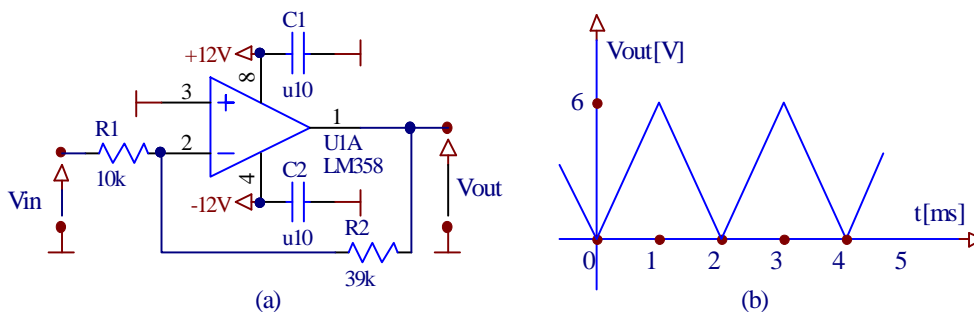 C1
+12V
u10
8
3
R1
1
2
U1A
LM358
10k
4
C2
Vin
-12V
Vout
u10
R2
39k
(a)
Vout[V]
6
t[ms]
0 1 2 3 4 5
(b)